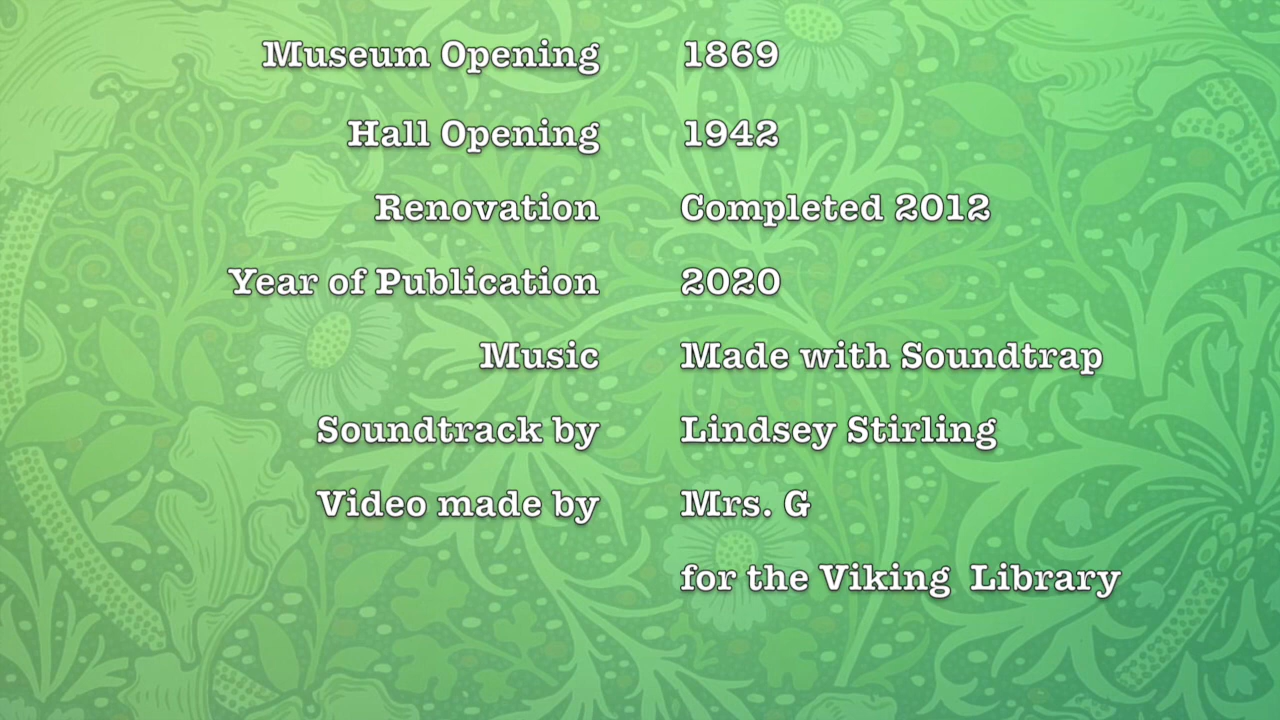 Museum Opening 1869
Hall Opening 1942
Renovation Completed 2012
Year of Publication 2020
Music Made with Soundtrap
Soundtrack by Lindsey Stirling
Video made by Mrs. G
for the Viking Library